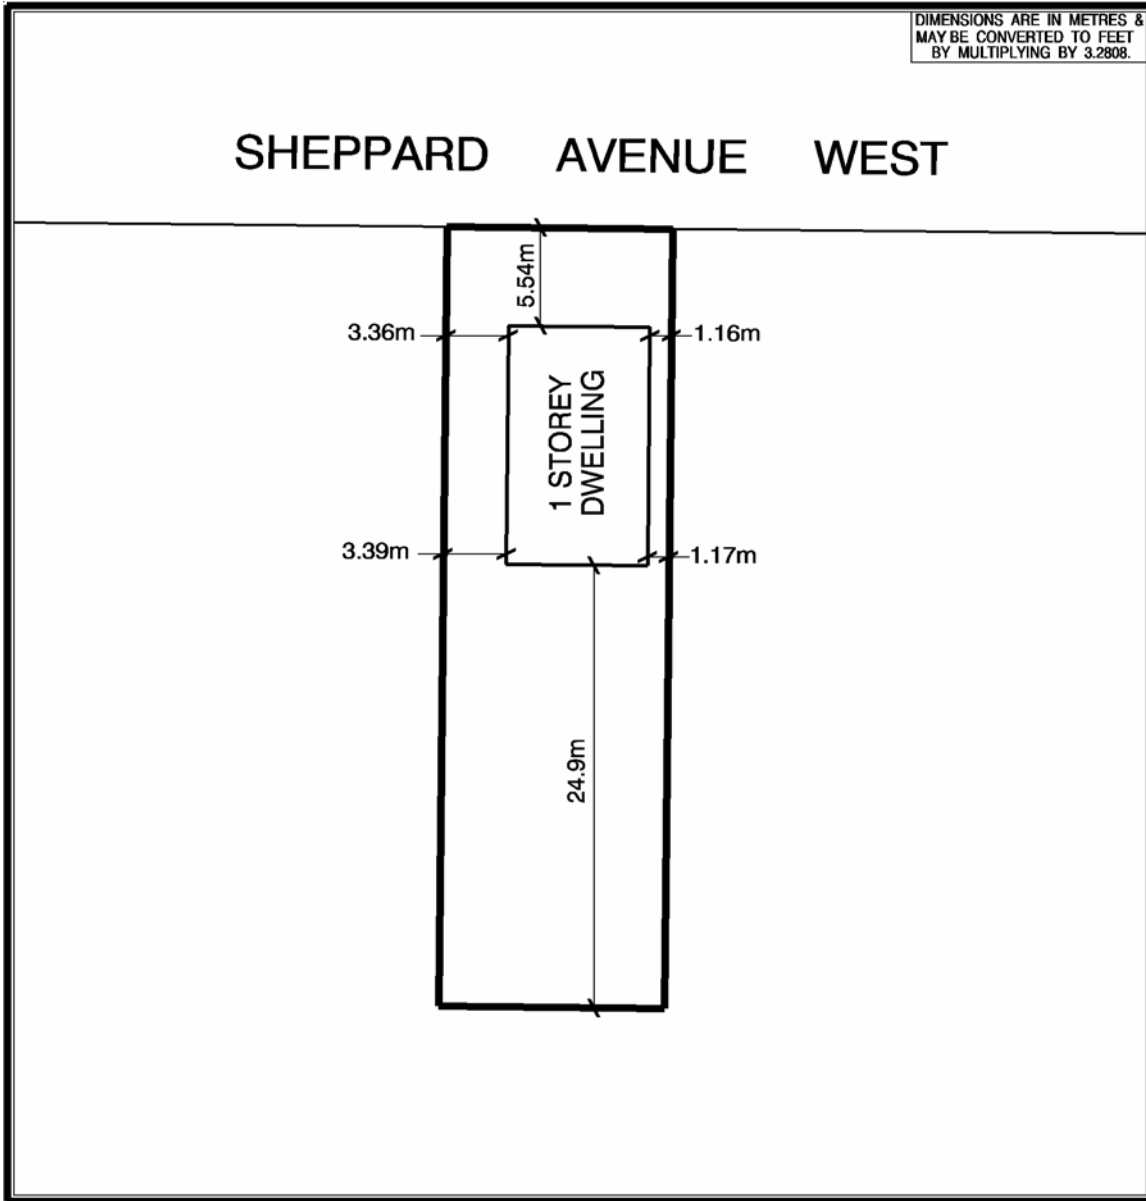 DIMENSIONS ARE IN METRES &
MAY BE CONVERTED TO FEET
BY MULTIPLYING BY 3.2808.
SHEPPARD AVENUE WEST
5.54m
3.36m
1.16m
1 STOREY
DWELLING
3.39m
1.17m
24.9m